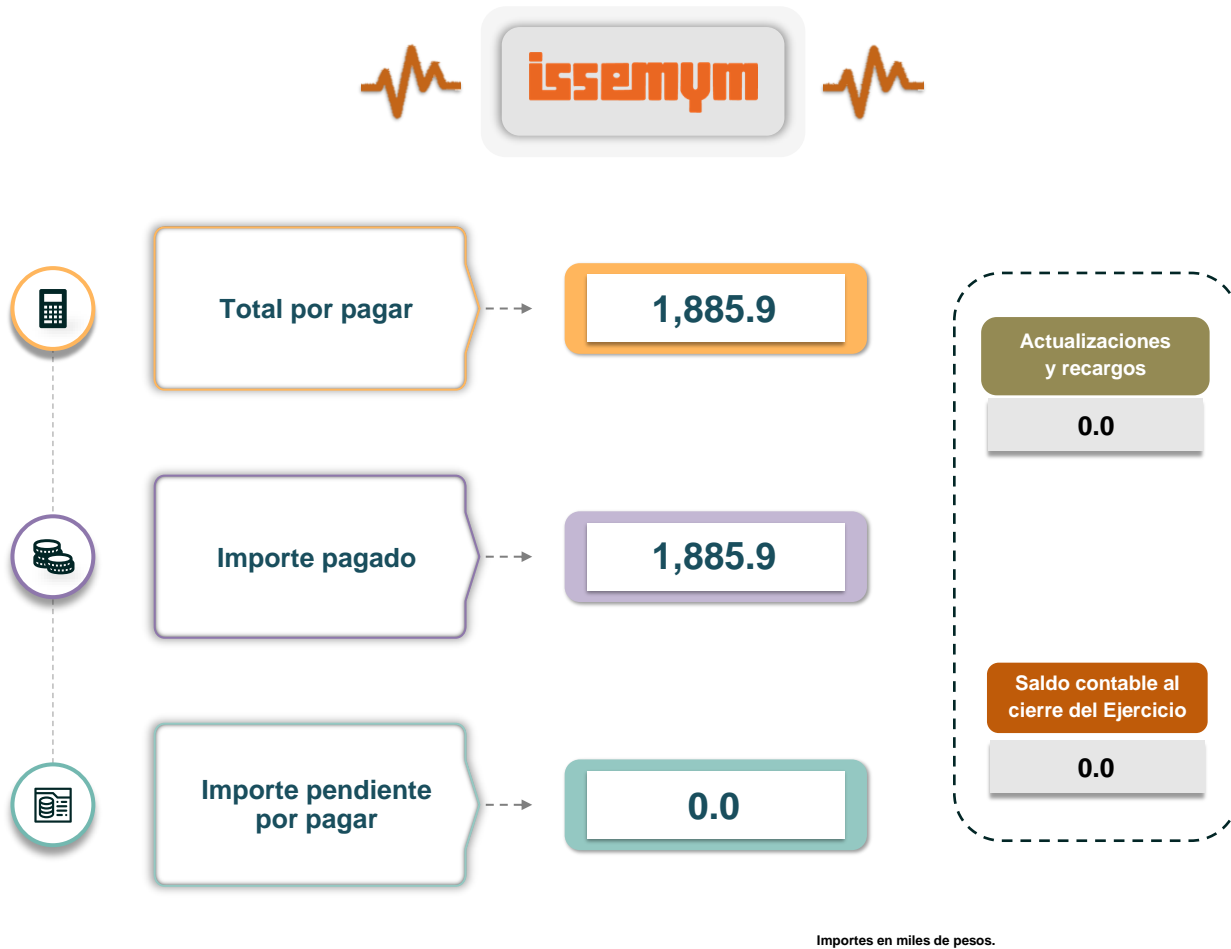 issemym
Total por pagar
1,885.9
Actualizaciones
y recargos
0.0
Importe pagado
1,885.9
Saldo contable al
cierre del Ejercicio
0.0
Importe pendiente
por pagar
0.0
Importes en miles de pesos.